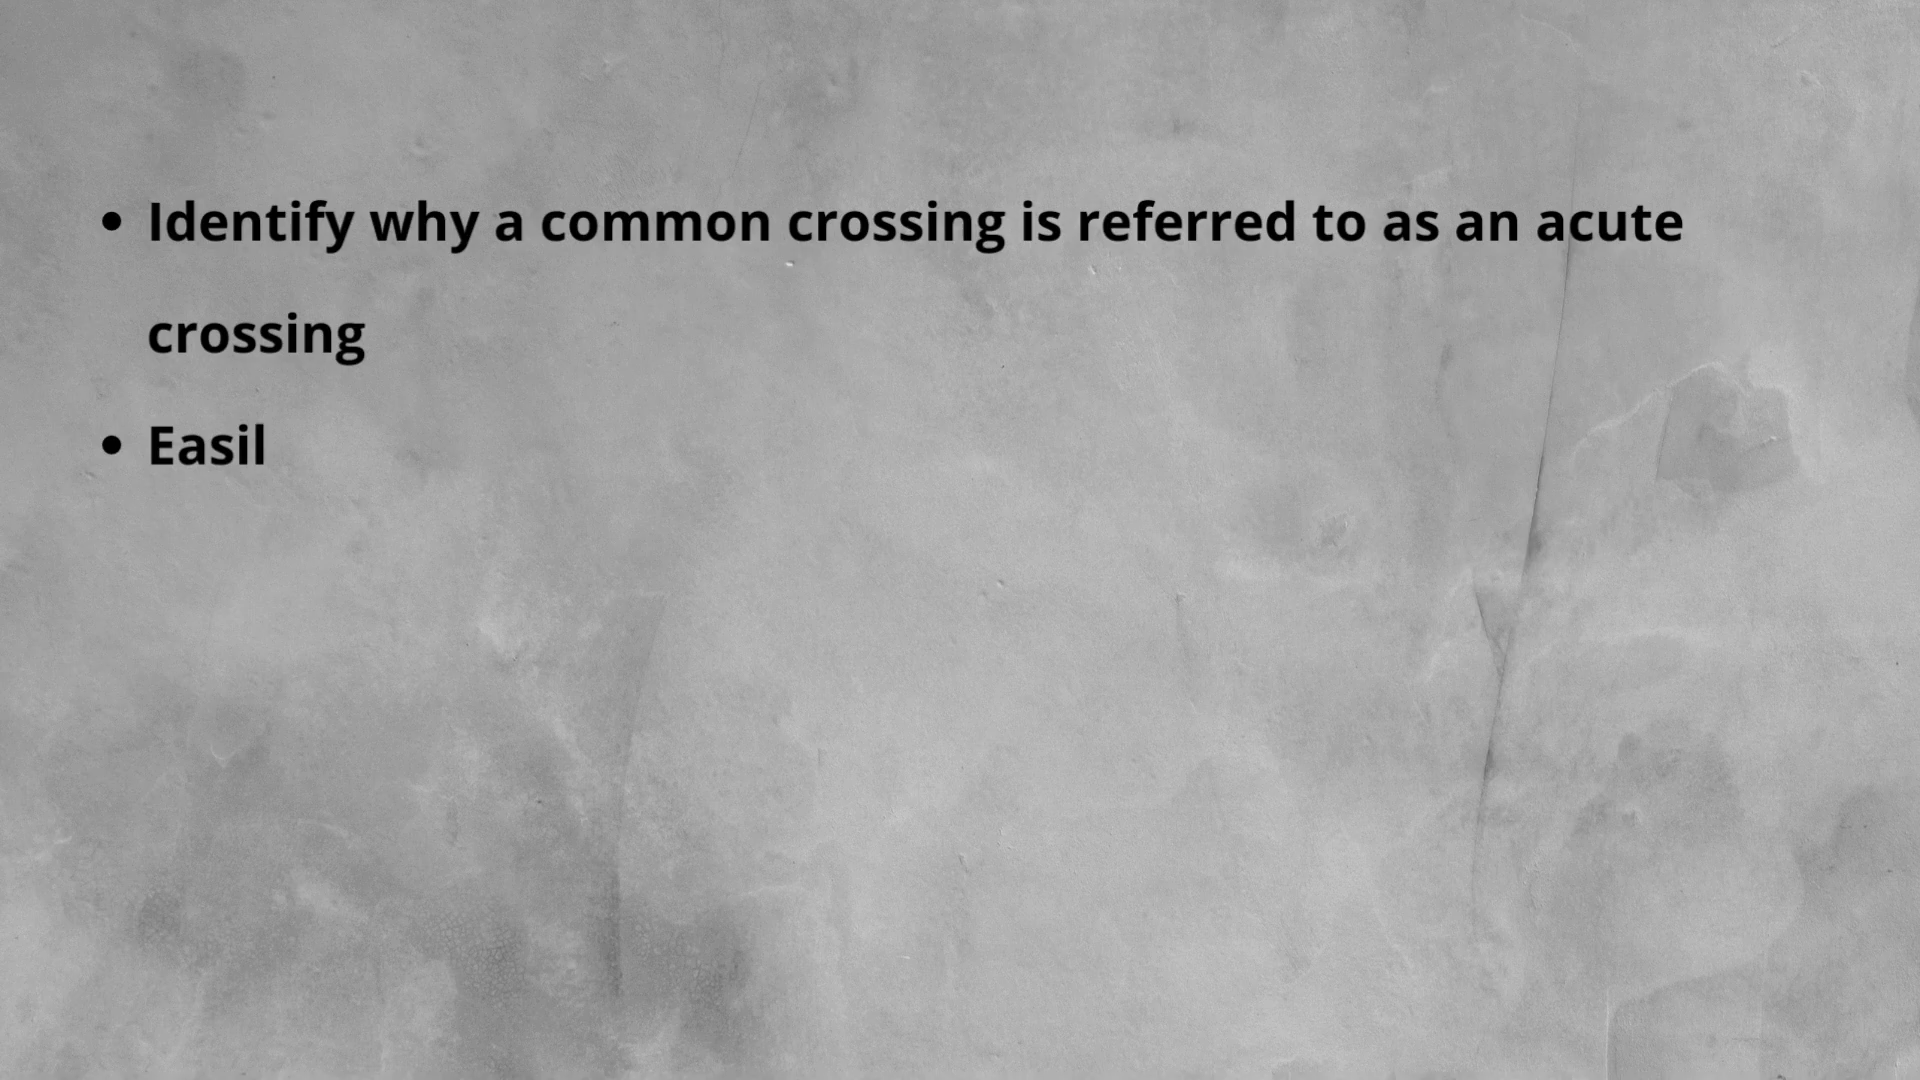 • Identify why a common crossing is referred to as an acute
crossing
• Easil